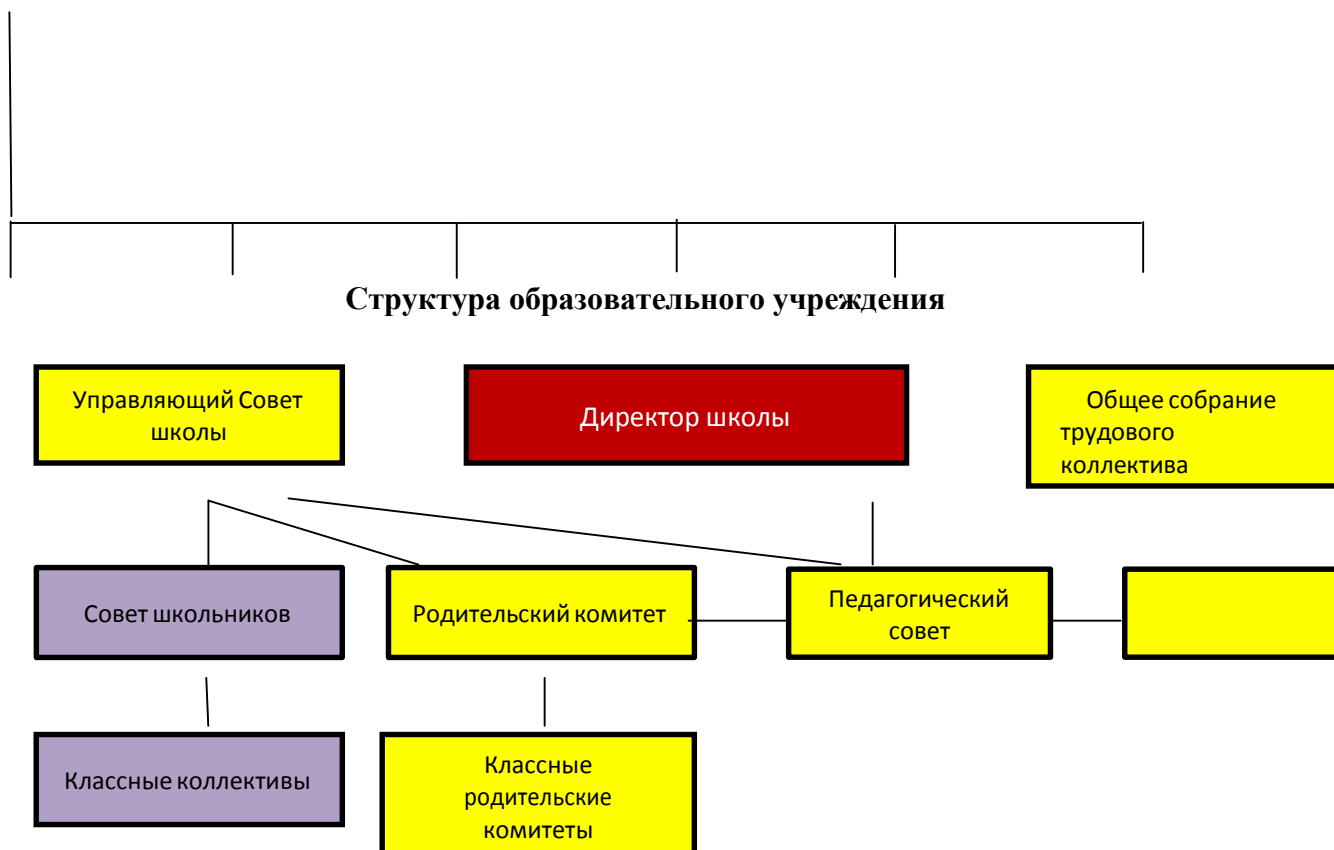 Структура образовательного учреждения
Управляющий Совет
школы
Директор школы
Общее собрание
трудового
коллектива
Совет школьников
Родительский комитет
Педагогический
совет
Классные коллективы
Классные
родительские
комитеты